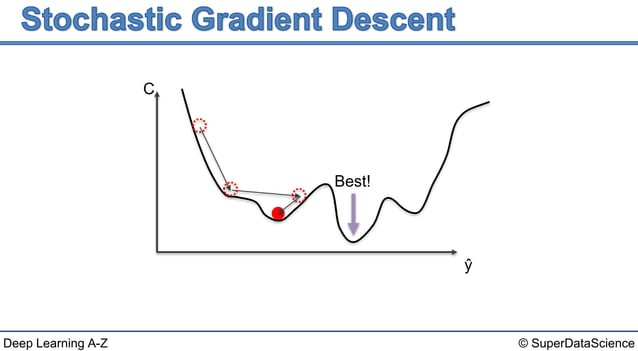 Stochastic Gradient Descent
C
Best!
ŷ
Deep Learning A-Z
© SuperDataScience